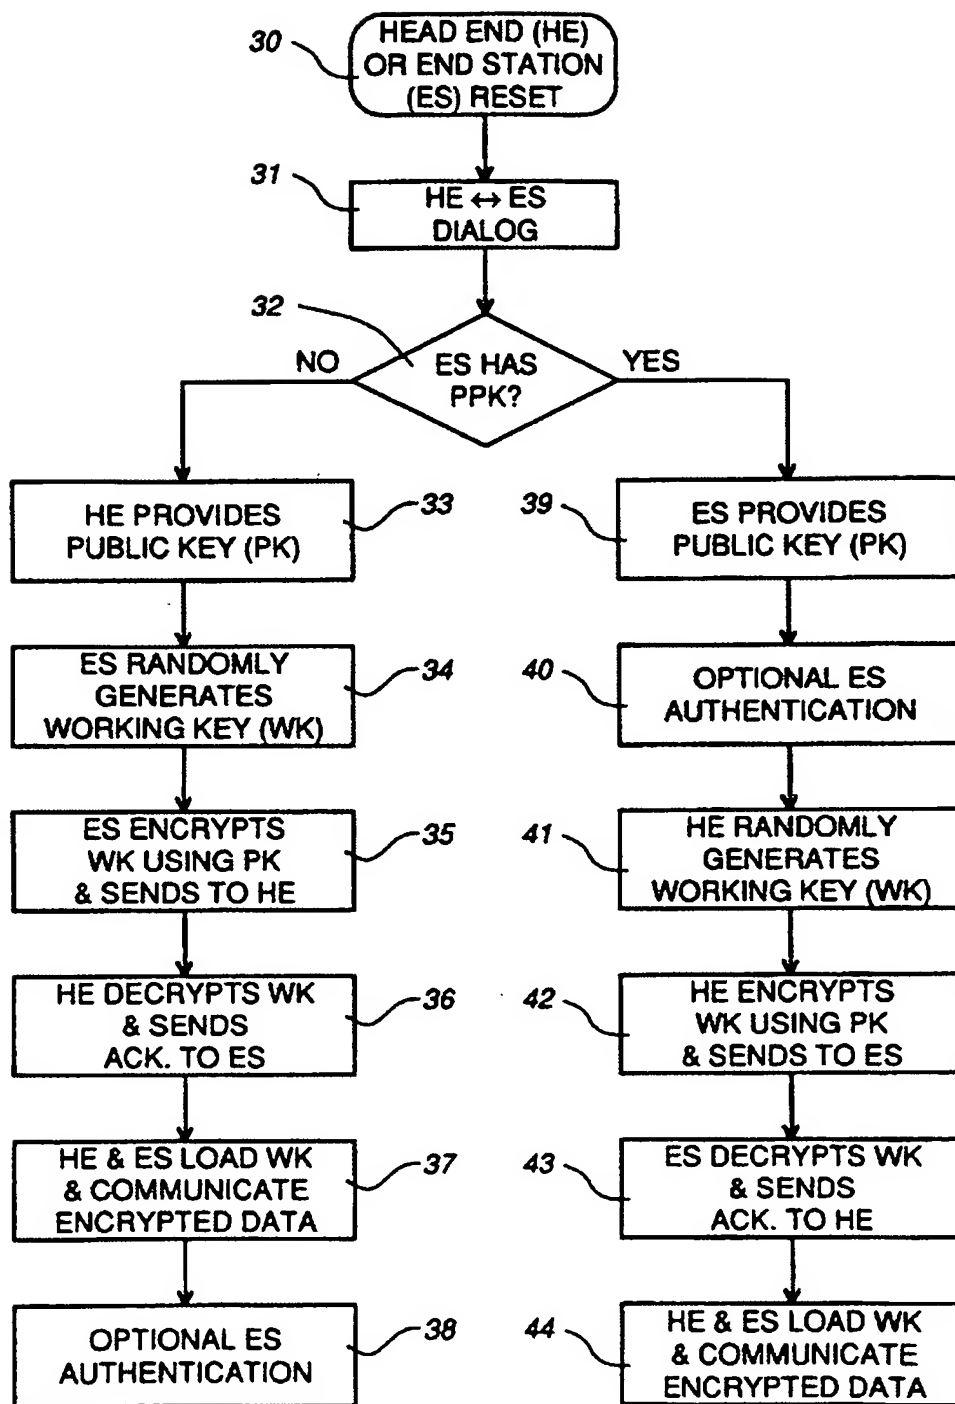 30
HEAD END (HE)
OR END STATION
(ES) RESET
31
HE ↔ ES
DIALOG
32
NO
ES HAS
PPK?
YES
HE PROVIDES
PUBLIC KEY (PK)
33
ES RANDOMLY
GENERATES
WORKING KEY (WK)
34
ES ENCRYPTS
WK USING PK
& SENDS TO HE
35
HE DECRYPTS WK
& SENDS
ACK. TO ES
36
HE & ES LOAD WK
& COMMUNICATE
ENCRYPTED DATA
37
OPTIONAL ES
AUTHENTICATION
38
39
ES PROVIDES
PUBLIC KEY (PK)
40
OPTIONAL ES
AUTHENTICATION
41
HE RANDOMLY
GENERATES
WORKING KEY (WK)
42
HE ENCRYPTS
WK USING PK
& SENDS TO ES
43
ES DECRYPTS WK
& SENDS
ACK. TO HE
44
HE & ES LOAD WK
& COMMUNICATE
ENCRYPTED DATA